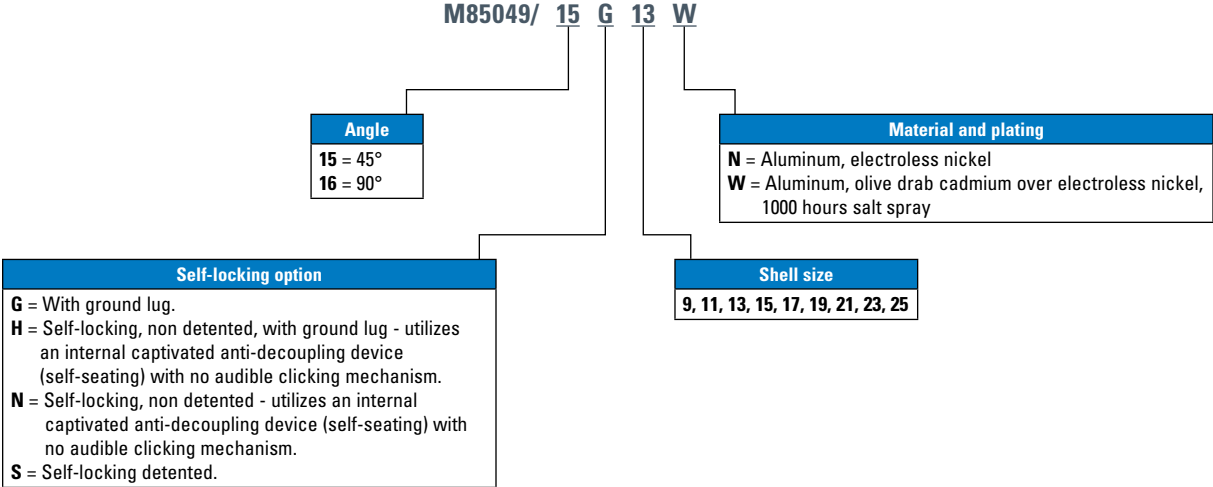 M85049/ 15 G 13 W
Angle
15 = 45°
16 = 90°
Material and plating
N = Aluminum, electroless nickel
W = Aluminum, olive drab cadmium over electroless nickel,
1000 hours salt spray
Self-locking option
G = With ground lug.
H = Self-locking, non detented, with ground lug - utilizes
an internal captivated anti-decoupling device
(self-seating) with no audible clicking mechanism.
N = Self-locking, non detented - utilizes an internal
captivated anti-decoupling device (self-seating) with
no audible clicking mechanism.
S = Self-locking detented.
Shell size
9, 11, 13, 15, 17, 19, 21, 23, 25